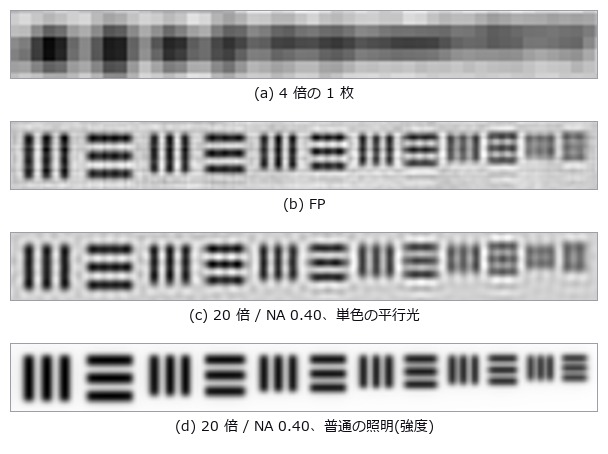 (a) 4 倍の 1 枚
(b) FP
(c) 20 倍 / NA 0.40、単色の平行光
(d) 20 倍 / NA 0.40、普通の照明(強度)